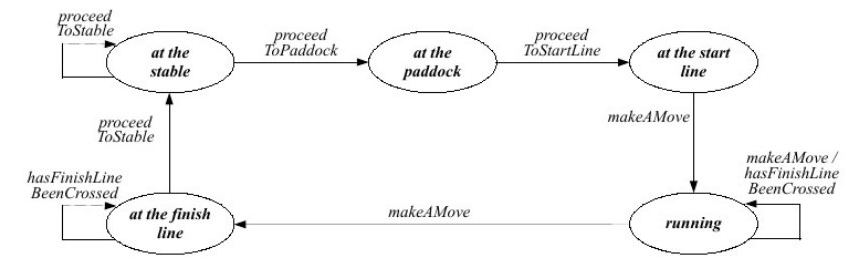 proceed
ToStable
at the
stable
proceed
ToPaddock
at the
paddock
proceed
ToStartLine
at the start
line
proceed
ToStable
makeAMove
hasFinishLine
BeenCrossed
at the finish
line
makeAMove
running
makeAMove /
hasFinishLine
BeenCrossed